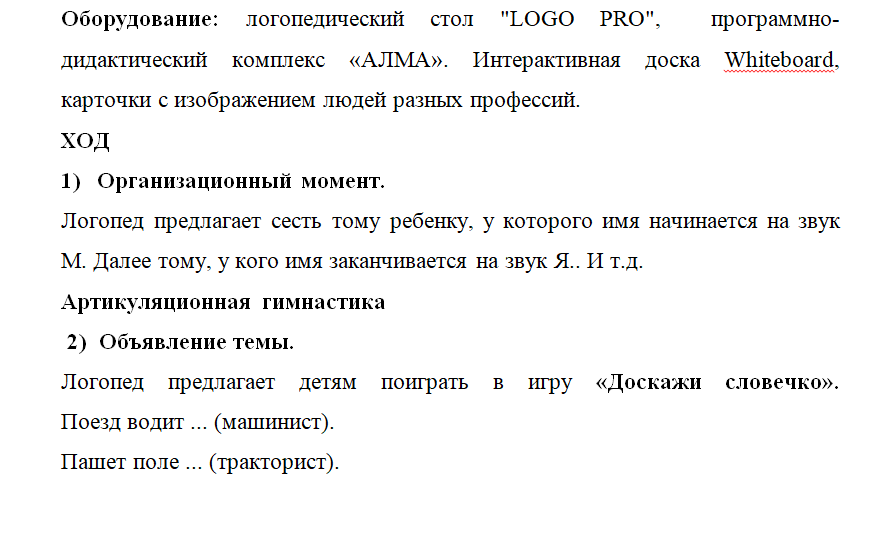 Оборудование: логопедический стол "LOGO PRO", программно-
дидактический комплекс «АЛМА». Интерактивная доска Whiteboard,
карточки с изображением людей разных профессий.
ХОД
1) Организационный момент.
Логопед предлагает сесть тому ребенку, у которого имя начинается на звук
М. Далее тому, у кого имя заканчивается на звук Я.. И т.д.
Артикуляционная гимнастика
2) Объявление темы.
Логопед предлагает детям поиграть в игру «Доскажи словечко».
Поезд водит ... (машинист).
Пашет поле ... (тракторист).